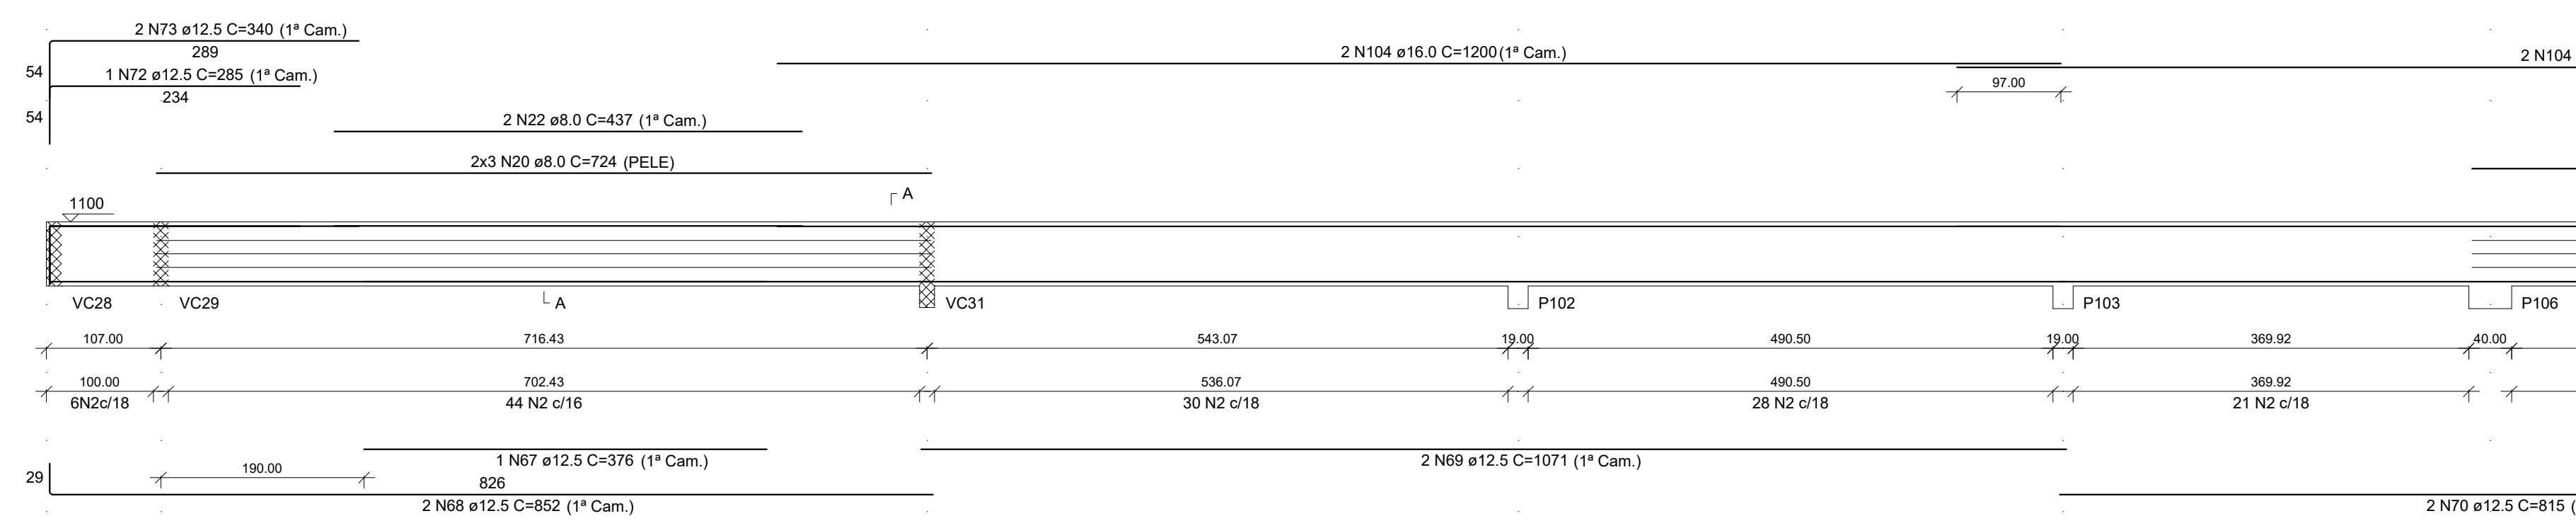 2 N73 ø12.5 C=340 (1ª Cam.)
289
2 N104 ø16.0 C=1200(1ª Cam.)
2 N104
54
1 N72 ø12.5 C=285 (1ª Cam.)
97.00
234
54
2 N22 ø8.0 C=437 (1ª Cam.)
2x3 N20 ø8.0 C=724 (PELE)
A
1100
VC28
VC29
A
VC31
P102
P103
P106
107.00
716.43
543.07
19.00
490.50
19.00
369.92
40.00
100.00
702.43
536.07
490.50
369.92
6N2c/18
44 N2 c/16
30 N2 c/18
28 N2 c/18
21 N2 c/18
1 N67 ø12.5 C=376 (1ª Cam.)
2 N69 ø12.5 C=1071 (1ª Cam.)
190.00
29
826
2 N68 ø12.5 C=852 (1ª Cam.)
2 N70 ø12.5 C=815 (